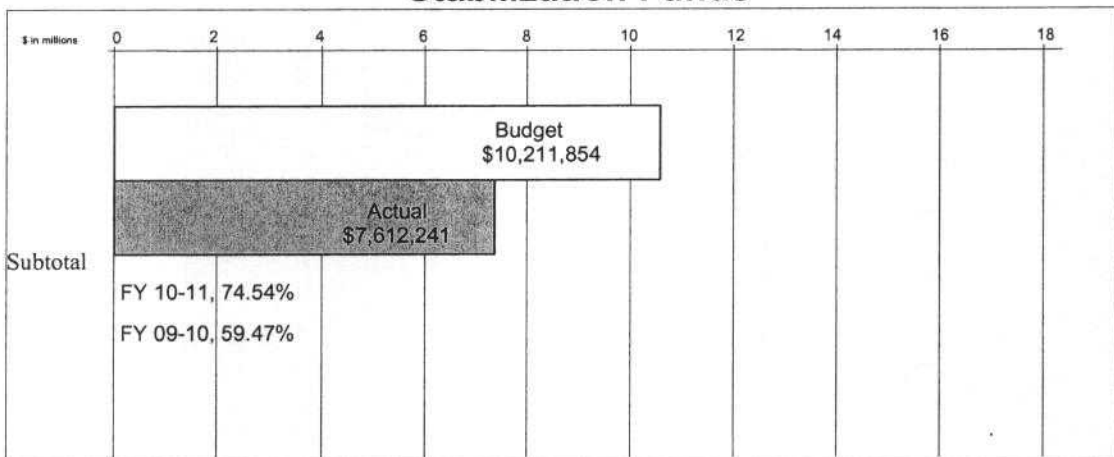 $ in millions 0 2 4 6 8 10 12 14 16 18
Budget
$10,211,854
Actual
$7,612,241
Subtotal
FY 10-11, 74.54%
FY 09-10, 59.47%